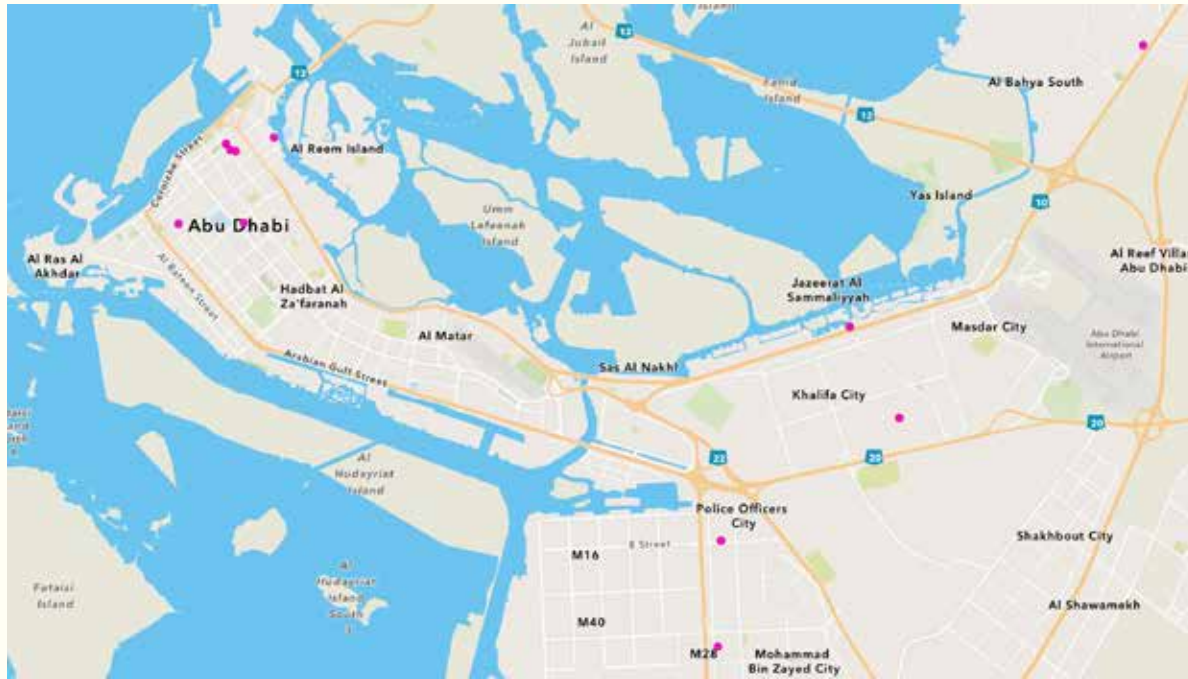 Al
Jubail
Island
12
12
Fahid
Island
Al Bahya South
12
Corniche Street
Al Reem Island
Umm
Lafeenah
Island
Yas Island
10
Abu Dhabi
Al Ras Al
Akhdar
Al Bateen Street
Hadbat Al
Za'faranah
Al Matar
Jazeerat Al
Sammaliyyah
Al Reef Villa
Abu Dhabi
Masdar City
Abu Dhabi
International
Airport
Arabian Gulf Street
Sas Al Nakhl
Khalifa City
20
20
22
Al
Hudayriat
Island
Police Officers
City
M16
8 Street
Shakhbout City
Al
Hudayriat
Island
South
Futaisi
Island
M40
Al Shawamekh
M28
Mohammad
Bin Zayed City